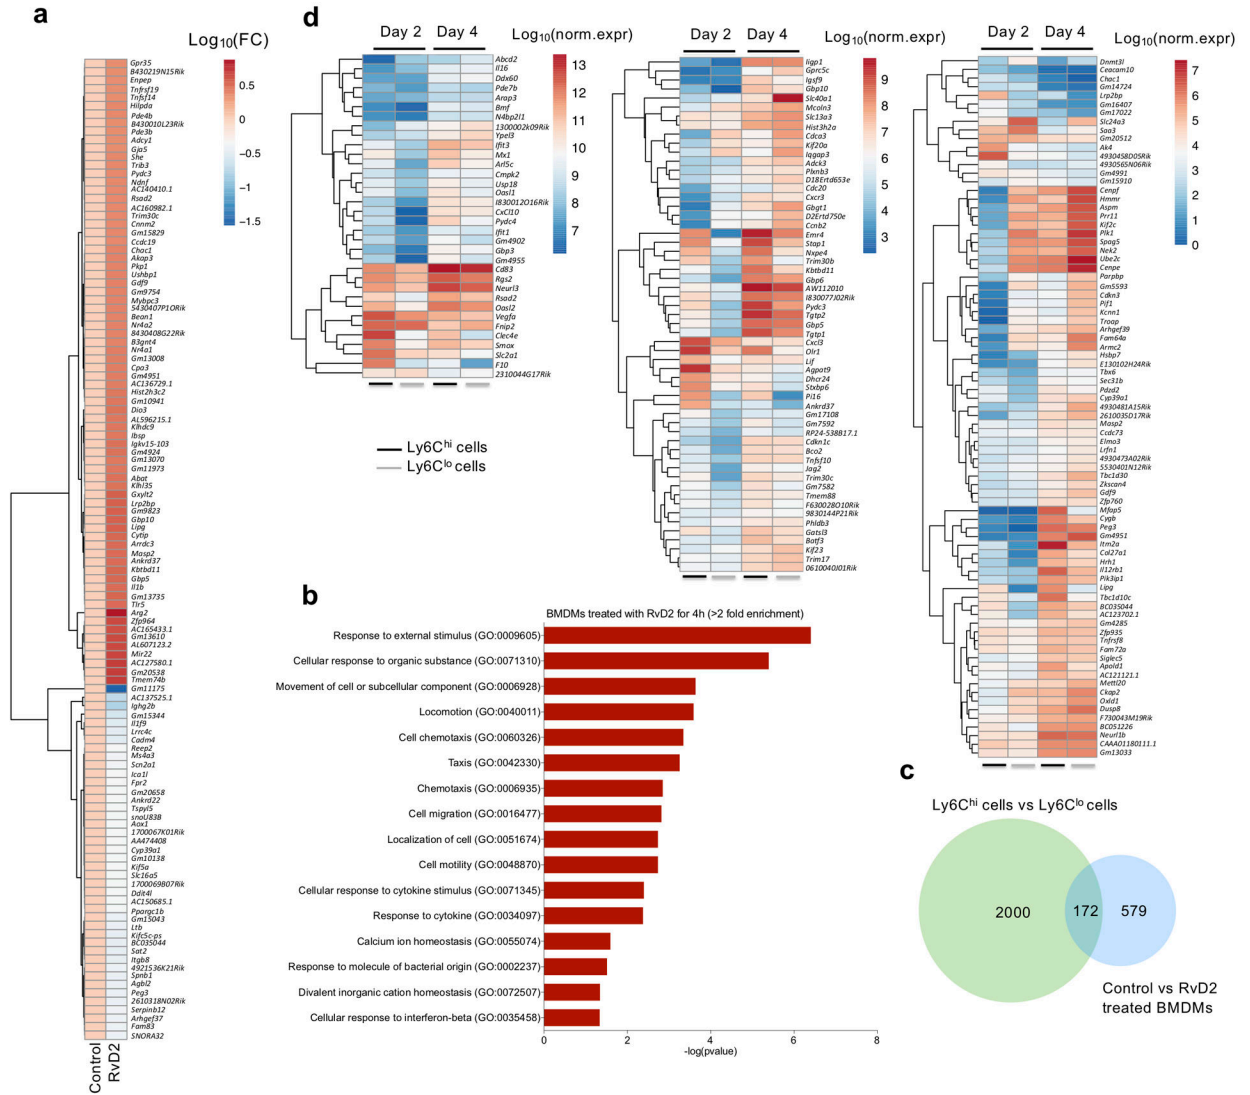 a
Log10(FC)
0.5
0
−0.5
−1
−1.5
Gpr35
B430219N15Rik
Enpep
Tnfrsf19
Tnfsf14
Hilpda
Pde4b
B430010L23Rik
Pde3b
Adcy1
Gja5
She
Trib3
Pydc3
Ndnf
AC140410.1
Rsad2
AC160982.1
Trim30c
Cnnm2
Gm15829
Ccdc19
Chac1
Akap3
Pkp1
Ushbp1
Gdf9
Gm9754
Mybpc3
5430407P10Rik
Bean1
Nr4a2
8430408G22Rik
B3gnt4
Nr4a1
Gm13008
Cpa3
Gm4951
AC136729.1
Hist2h3c2
Gm10941
Dio3
AL596215.1
Klhdc9
Ibsp
Igkv15-103
Gm4924
Gm13070
Gm11973
Abat
Klhl35
Gxylt2
Lrp2bp
Gm9823
Gbp10
Lipg
Cytip
Arrdc3
Masp2
Ankrd37
Kbtbd11
Gbp5
Il1b
Gm13735
Tlr5
Arg2
Zfp964
AC165433.1
Gm13610
AL607123.2
Mir22
AC127580.1
Gm20538
Tmem74b
Gm11175
AC137525.1
Ighg2b
Gm15344
Il1f9
Lrrc4c
Cadm4
Reep2
Ms4a3
Scn2a1
Ica1l
Fpr2
Gm20658
Ankrd22
Tspyl5
snoU83B
Aox1
1700067K01Rik
AA474408
Cyp39a1
Gm10138
Kif5a
Slc16a5
1700069B07Rik
Ddit4l
AC150685.1
Ppargc1b
Gm15043
Ltb
Kifc5c-ps
BC035044
Sat2
Itgb8
4921536K21Rik
Spnb1
Agbl2
Peg3
2610318N02Rik
Serpinb12
Arhgef37
Fam83
SNORA32
Control
RvD2
d
Day 2
Day 4
Log10(norm.expr)
13
12
11
10
9
8
7
Abcd2
Il16
Ddx60
Pde7b
Arap3
Bmf
N4bp2l1
1300002k09Rik
Ypel3
Ifit3
Mx1
Arl5c
Cmpk2
Usp18
Oasl1
I830012O16Rik
CxCl10
Pydc4
Ifit1
Gm4902
Gbp3
Gm4955
Cd83
Rgs2
Neurl3
Rsad2
Oasl2
Vegfa
Fnip2
Clec4e
Smox
Slc2a1
F10
2310044G17Rik
Ly6Chi cells
Ly6Clo cells
Day 2
Day 4
Log10(norm.expr)
9
8
7
6
5
4
3
Iigp1
Gprc5c
Igsf9
Gbp10
Slc40a1
Mcoln3
Slc13a3
Hist3h2a
Cdca3
Kif20a
Iqgap3
Adck3
Plxnb3
D18Ertd653e
Cdc20
Cxcr3
Gbgt1
D2Ertd750e
Ccnb2
Emr4
Stap1
Nxpe4
Trim30b
Kbtbd11
Gbp6
AW112010
I830077J02Rik
Pydc3
Tgtp2
Gbp5
Tgtp1
Cxcl3
Olr1
Lif
Agpat9
Dhcr24
Stxbp6
Pi16
Ankrd37
Gm17108
Gm7592
RP24-538B17.1
Cdkn1c
Bco2
Tnfsf10
Jag2
Trim30c
Gm7582
Tmem88
F630028O10Rik
9830144P21Rik
Phldb3
Gatsl3
Batf3
Kif23
Trim17
0610040J01Rik
Day 2
Day 4
Log10(norm.expr)
7
6
5
4
3
2
1
0
Dnmt3l
Ceacam10
Chac1
Gm14724
Lrp2bp
Gm16407
Gm17022
Slc24a3
Saa3
Gm20512
Ak4
4930458D05Rik
4930565N06Rik
Gm4991
Gm15910
Cenpf
Hmmr
Aspm
Prr11
Kif2c
Plk1
Spag5
Nek2
Ube2c
Cenpe
Parpbp
Gm5593
Cdkn3
Pif1
Kcnn1
Troap
Arhgef39
Fam64a
Armc2
Hsbp7
E130102H24Rik
Tbx6
Sec31b
Pdzd2
Cyp39a1
4930481A15Rik
2610035D17Rik
Masp2
Ccdc73
Elmo3
Lrfn1
4930473A02Rik
5530401N12Rik
Tbc1d30
Zkscan4
Gdf9
Zfp760
Mfap5
Cygb
Peg3
Gm4951
Itm2a
Col27a1
Hrh1
Il12rb1
Pik3ip1
Lipg
Tbc1d10c
BC035044
AC123702.1
Gm4285
Zfp935
Tnfrsf8
Fam72a
Siglec5
Apold1
AC121121.1
Mettl20
Ckap2
Oxld1
Dusp8
F730043M19Rik
BC051226
Neurl1b
CAAA01180111.1
Gm13033
b
BMDMs treated with RvD2 for 4h (>2 fold enrichment)
Response to external stimulus (GO:0009605)
Cellular response to organic substance (GO:0071310)
Movement of cell or subcellular component (GO:0006928)
Locomotion (GO:0040011)
Cell chemotaxis (GO:0060326)
Taxis (GO:0042330)
Chemotaxis (GO:0006935)
Cell migration (GO:0016477)
Localization of cell (GO:0051674)
Cell motility (GO:0048870)
Cellular response to cytokine stimulus (GO:0071345)
Response to cytokine (GO:0034097)
Calcium ion homeostasis (GO:0055074)
Response to molecule of bacterial origin (GO:0002237)
Divalent inorganic cation homeostasis (GO:0072507)
Cellular response to interferon-beta (GO:0035458)
0 2 4 6 8
-log(pvalue)
c
Ly6Chi cells vs Ly6Clo cells
2000
172
579
Control vs RvD2
treated BMDMs